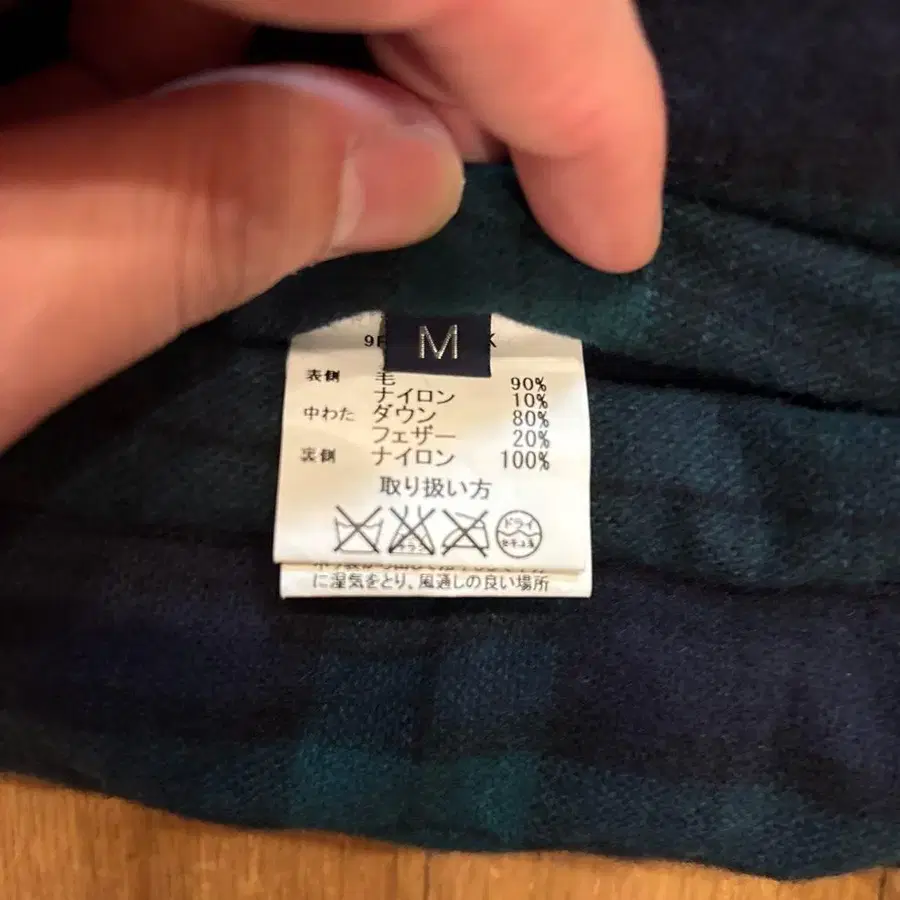 M
表側 毛 90%
ナイロン 10%
中わた ダウン 80%
フェザー 20%
裏側 ナイロン 100%
取り扱い方
ドライ
セキユ系
に湿気をとり、風通しの良い場所